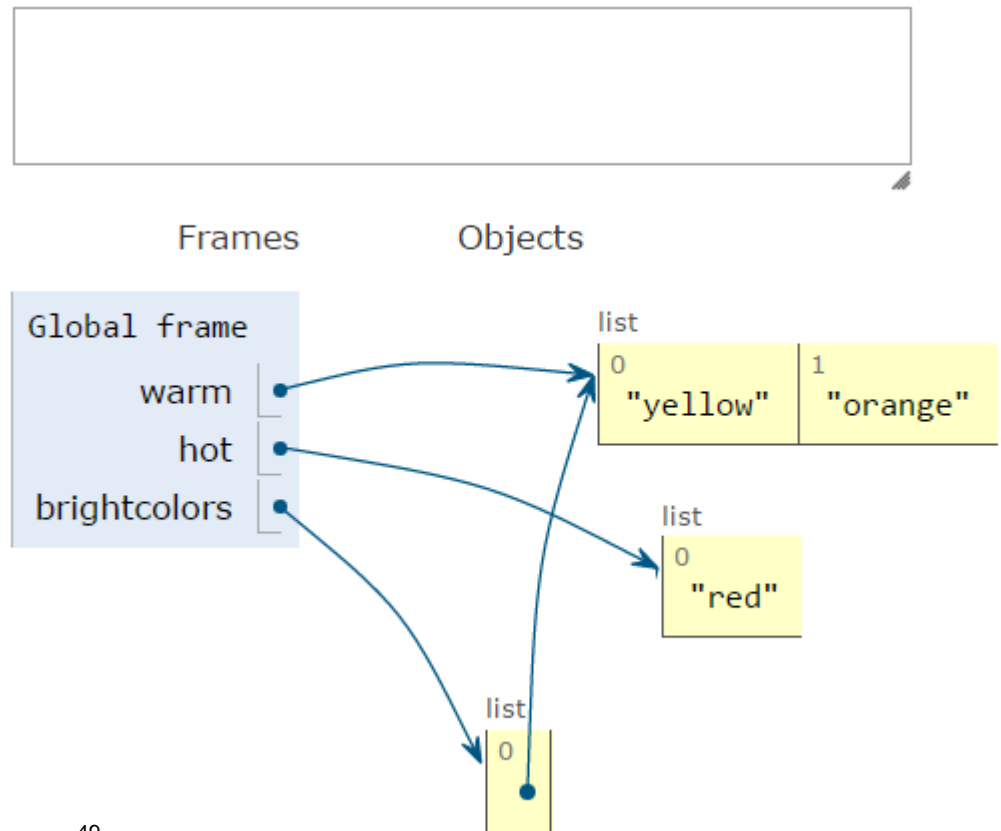 Frames Objects
Global frame
list
0 1
warm
"yellow" "orange"
hot
brightcolors
list
0
"red"
list
0